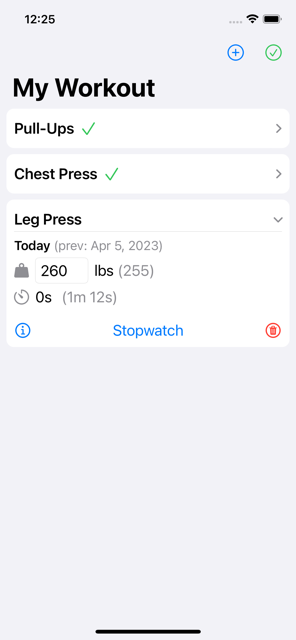 12:25
My Workout
Pull-Ups
Chest Press
Leg Press
Today (prev: Apr 5, 2023)
260 lbs (255)
0s (1m 12s)
Stopwatch